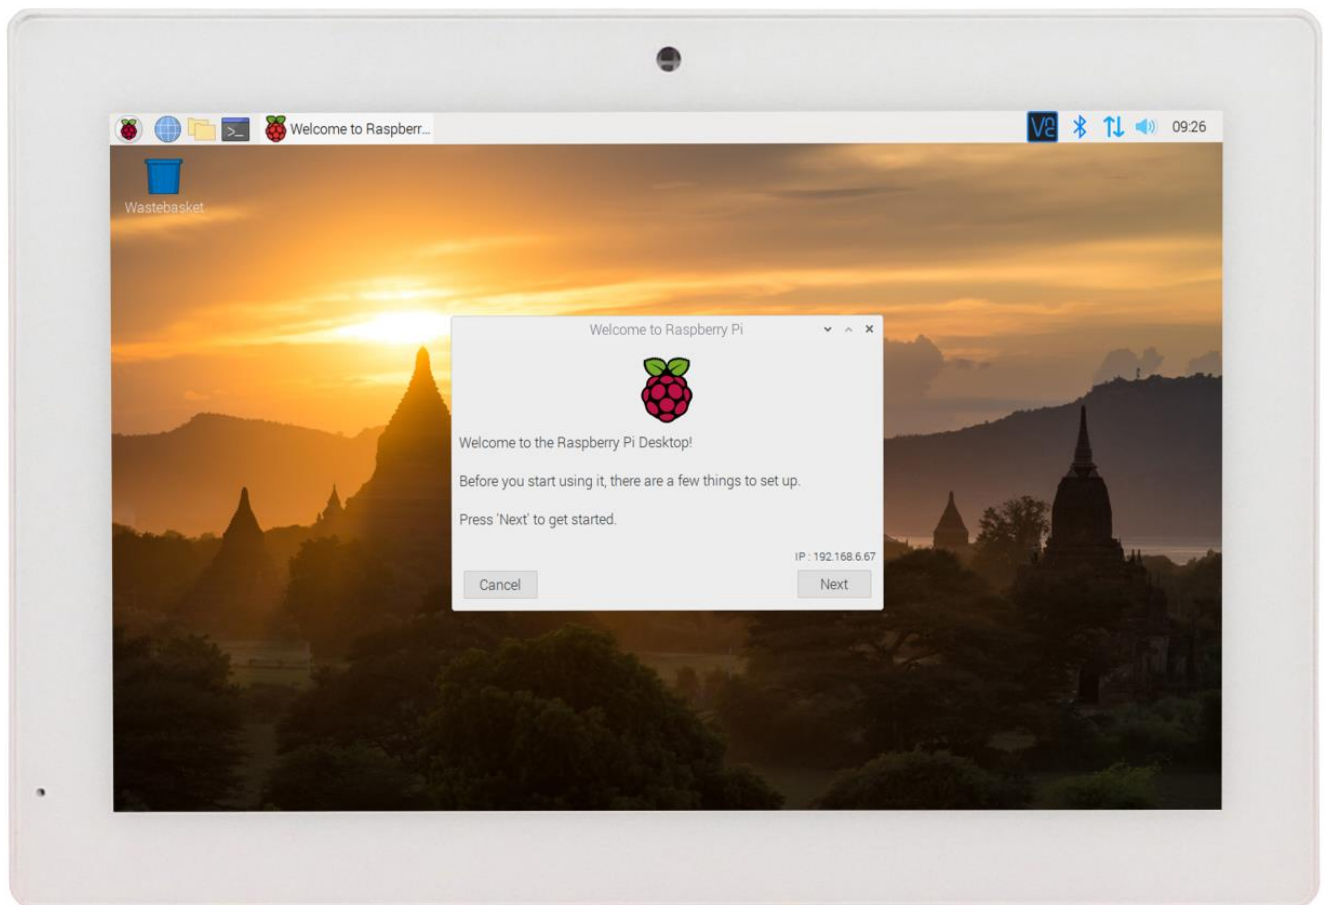 Welcome to Raspberr...
09:26
Wastebasket
Welcome to Raspberry Pi
Welcome to the Raspberry Pi Desktop!
Before you start using it, there are a few things to set up.
Press 'Next' to get started.
IP : 192.168.6.67
Cancel
Next